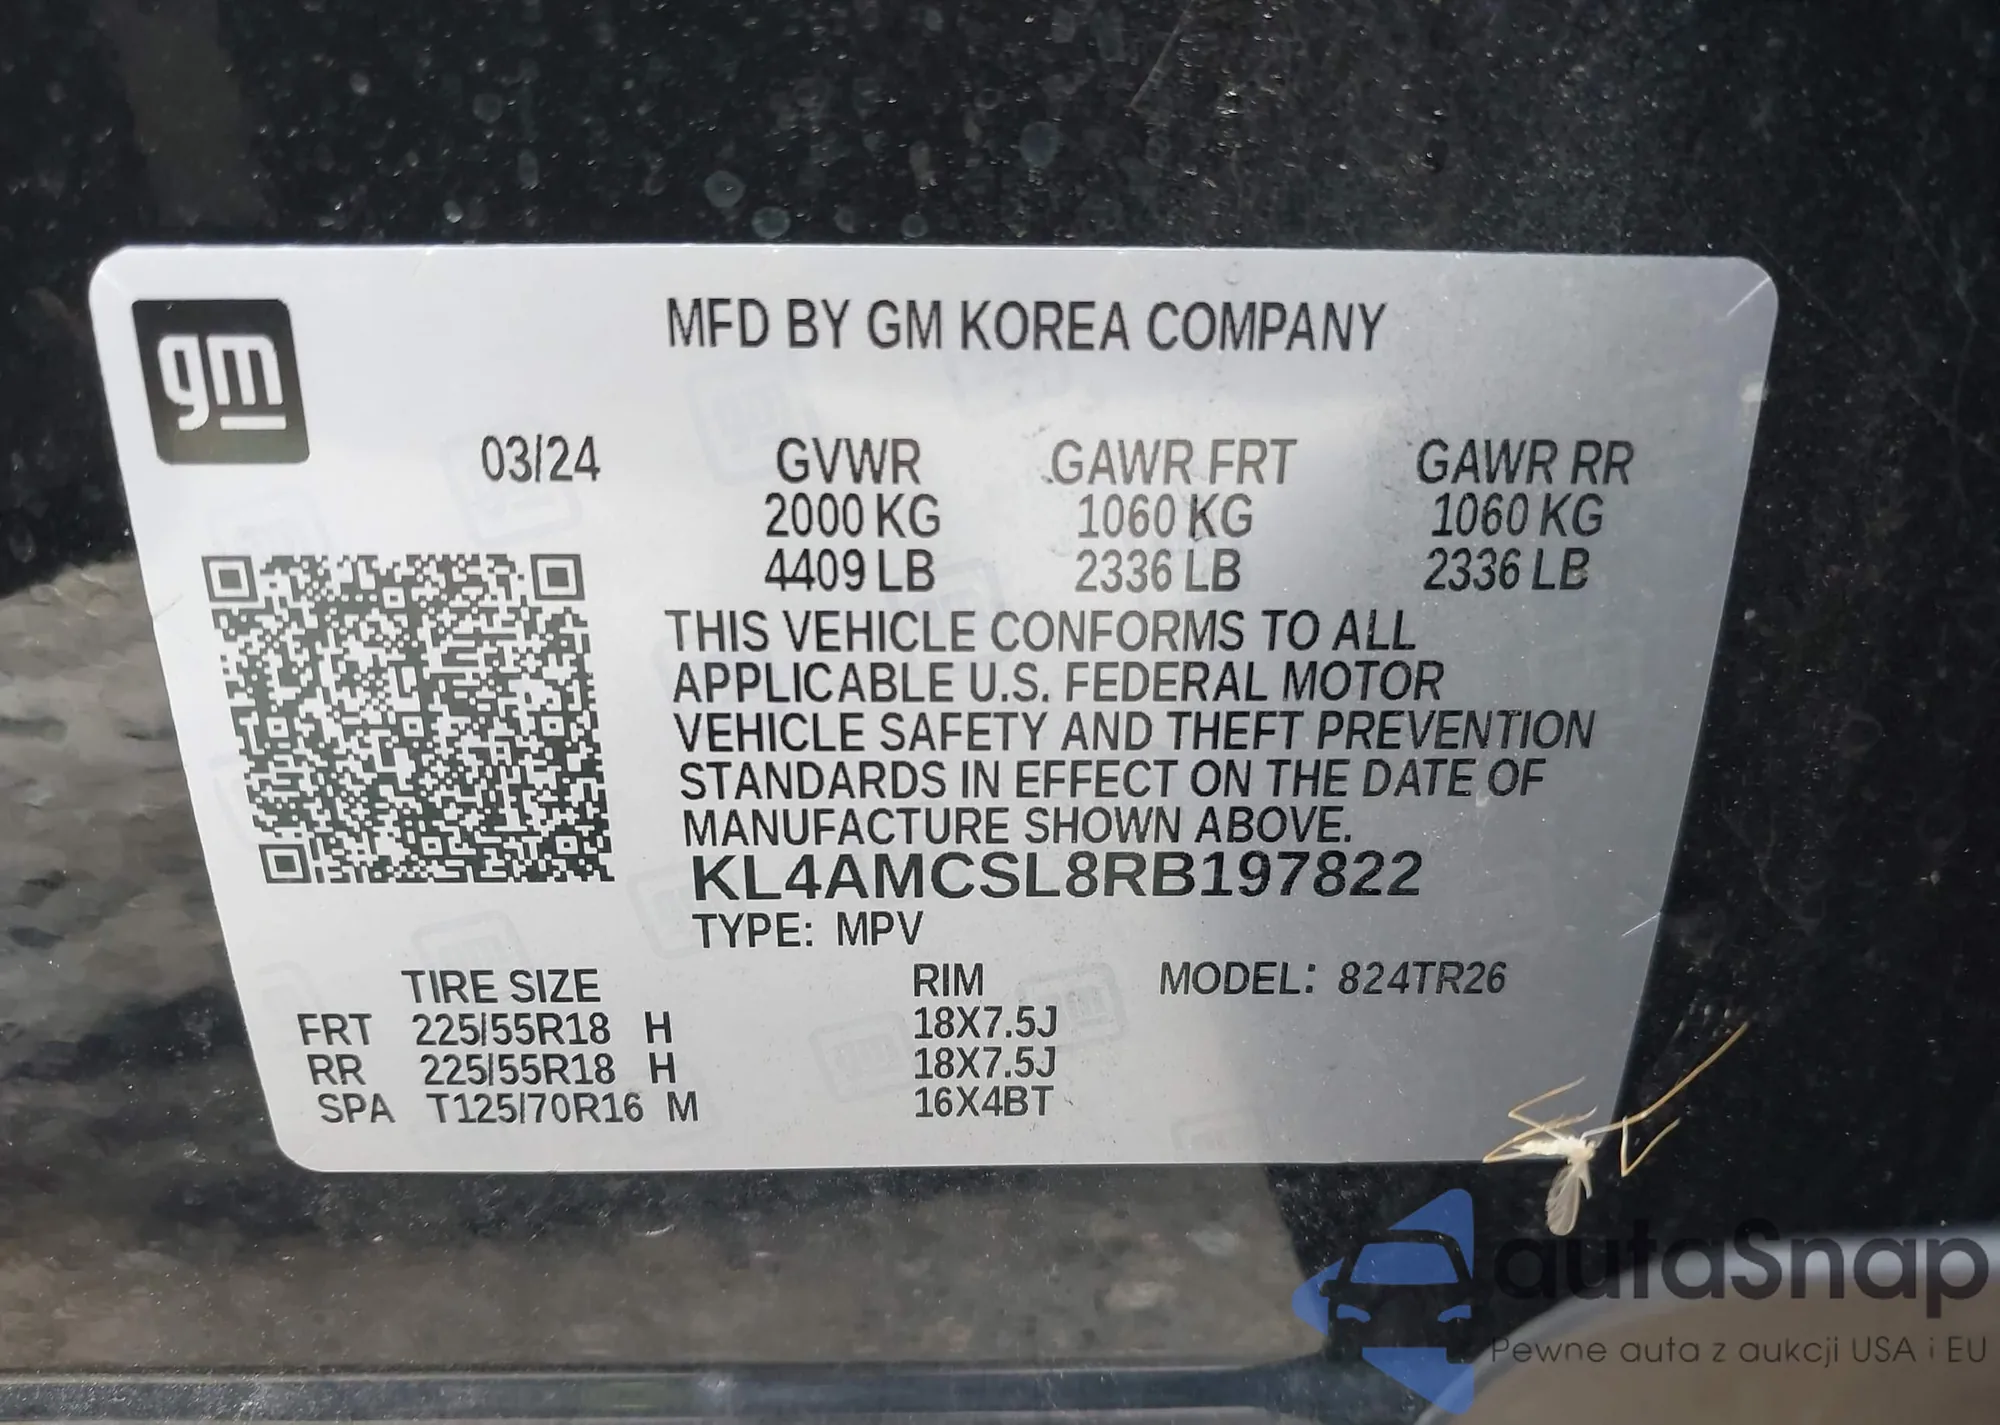 gm
MFD BY GM KOREA COMPANY
03/24 GVWR GAWR FRT GAWR RR
2000 KG 1060 KG 1060 KG
4409 LB 2336 LB 2336 LB
THIS VEHICLE CONFORMS TO ALL
APPLICABLE U.S. FEDERAL MOTOR
VEHICLE SAFETY AND THEFT PREVENTION
STANDARDS IN EFFECT ON THE DATE OF
MANUFACTURE SHOWN ABOVE.
KL4AMCSL8RB197822
TYPE: MPV
TIRE SIZE RIM MODEL: 824TR26
FRT 225/55R18 H 18X7.5J
RR 225/55R18 H 18X7.5J
SPA T125/70R16 M 16X4BT
autaSnap
Pewne auta z aukcji USA i EU